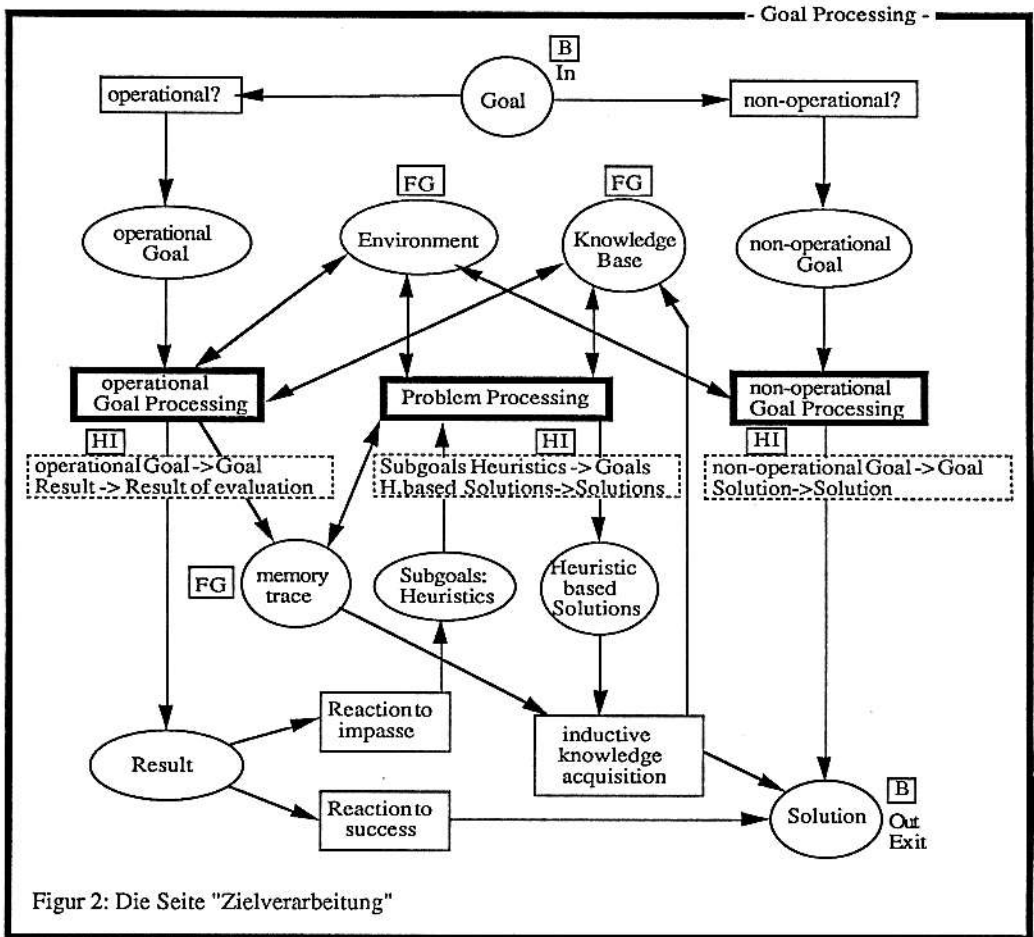 - Goal Processing -
B
In
operational?
Goal
non-operational?
FG
FG
operational
Goal
Environment
Knowledge
Base
non-operational
Goal
operational
Goal Processing
Problem Processing
non-operational
Goal Processing
HI
HI
HI
operational Goal->Goal
Result -> Result of evaluation
Subgoals Heuristics -> Goals
H.based Solutions->Solutions
non-operational Goal->Goal
Solution->Solution
FG
memory
trace
Subgoals:
Heuristics
Heuristic
based
Solutions
Reaction to
impasse
inductive
knowledge
acquisition
Result
Reaction to
success
Solution
B
Out
Exit
Figur 2: Die Seite "Zielverarbeitung"